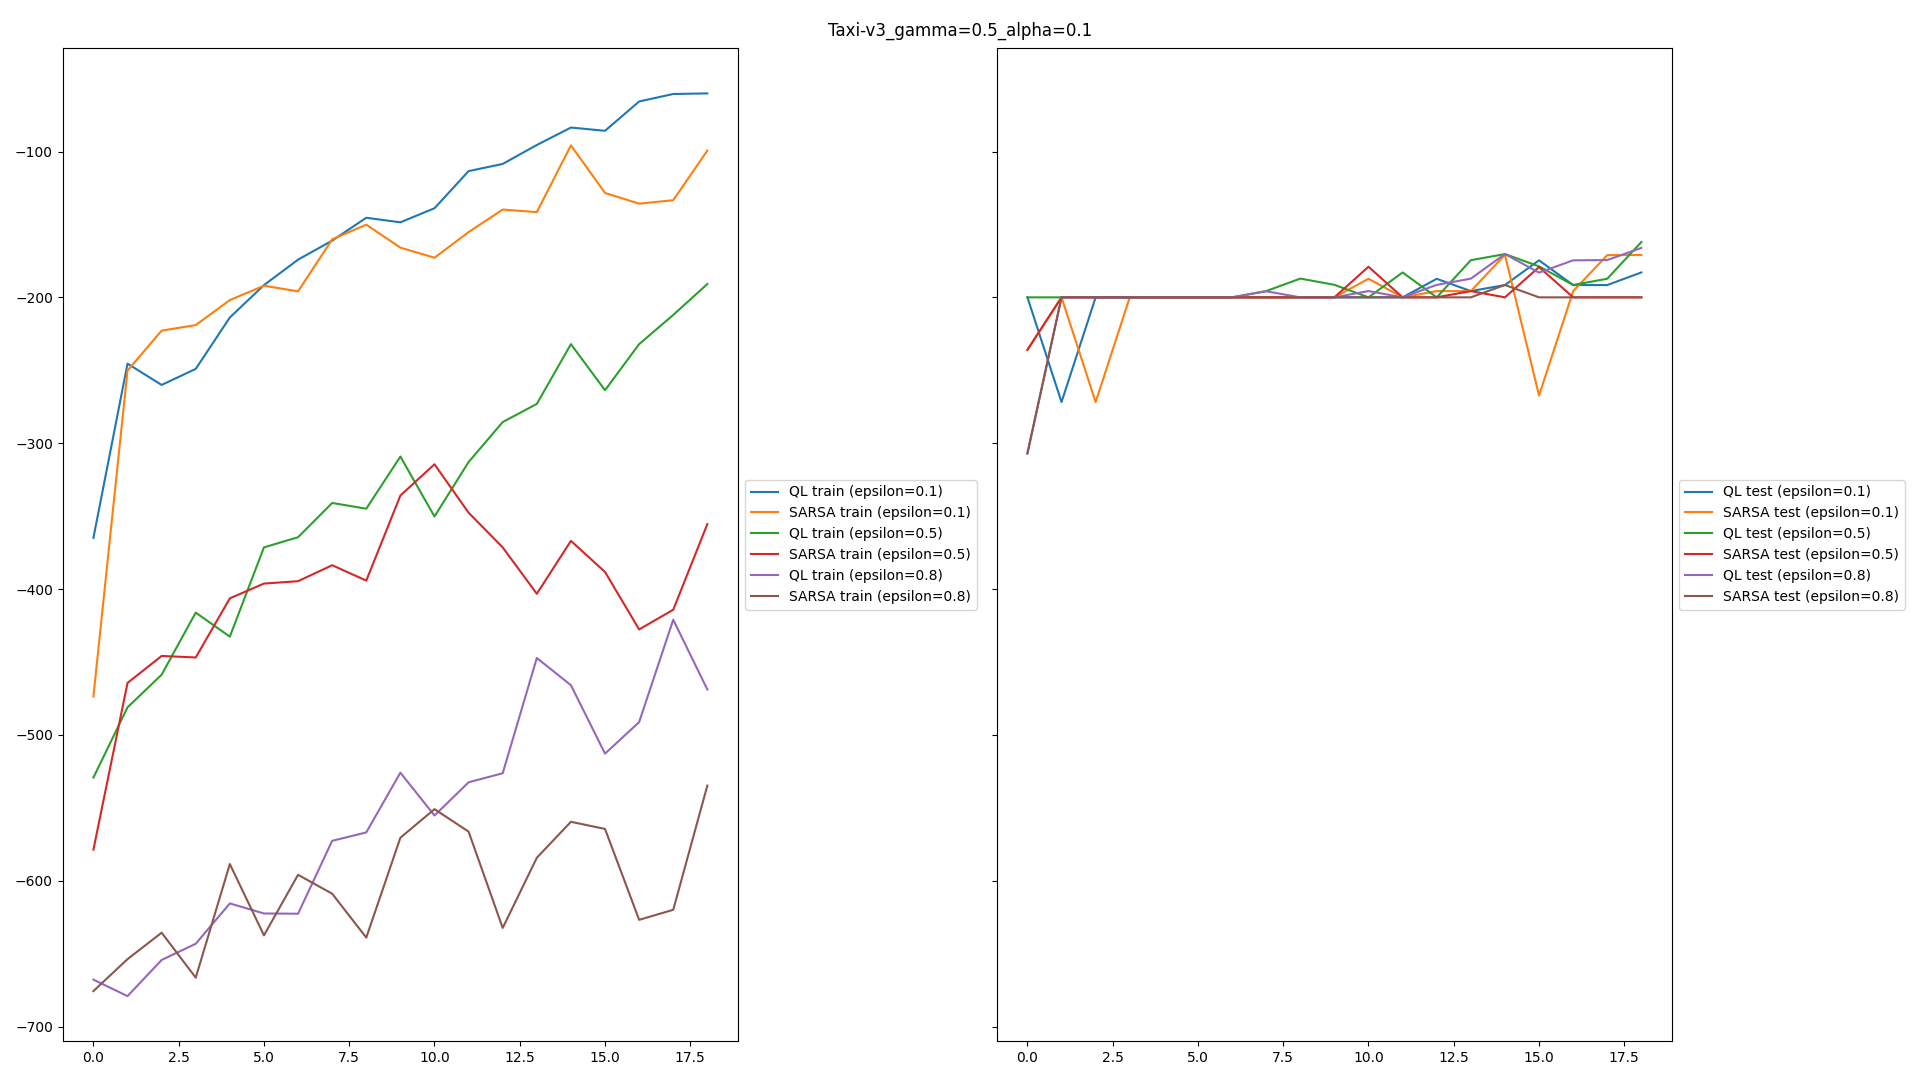 Taxi-v3_gamma=0.5_alpha=0.1
−100
−200
−300
−400
−500
−600
−700
0.0 2.5 5.0 7.5 10.0 12.5 15.0 17.5
QL train (epsilon=0.1)
SARSA train (epsilon=0.1)
QL train (epsilon=0.5)
SARSA train (epsilon=0.5)
QL train (epsilon=0.8)
SARSA train (epsilon=0.8)
0.0 2.5 5.0 7.5 10.0 12.5 15.0 17.5
QL test (epsilon=0.1)
SARSA test (epsilon=0.1)
QL test (epsilon=0.5)
SARSA test (epsilon=0.5)
QL test (epsilon=0.8)
SARSA test (epsilon=0.8)